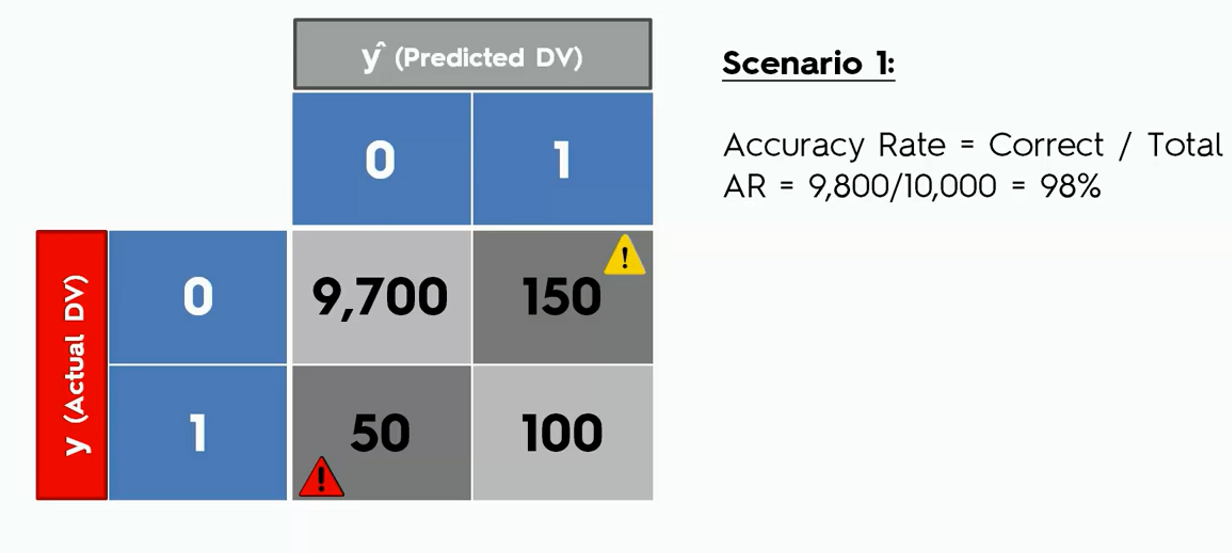 ŷ (Predicted DV)
Scenario 1:
0 1
Accuracy Rate = Correct / Total
AR = 9,800/10,000 = 98%
y (Actual DV)
0 9,700 150 !
1 50 100
!